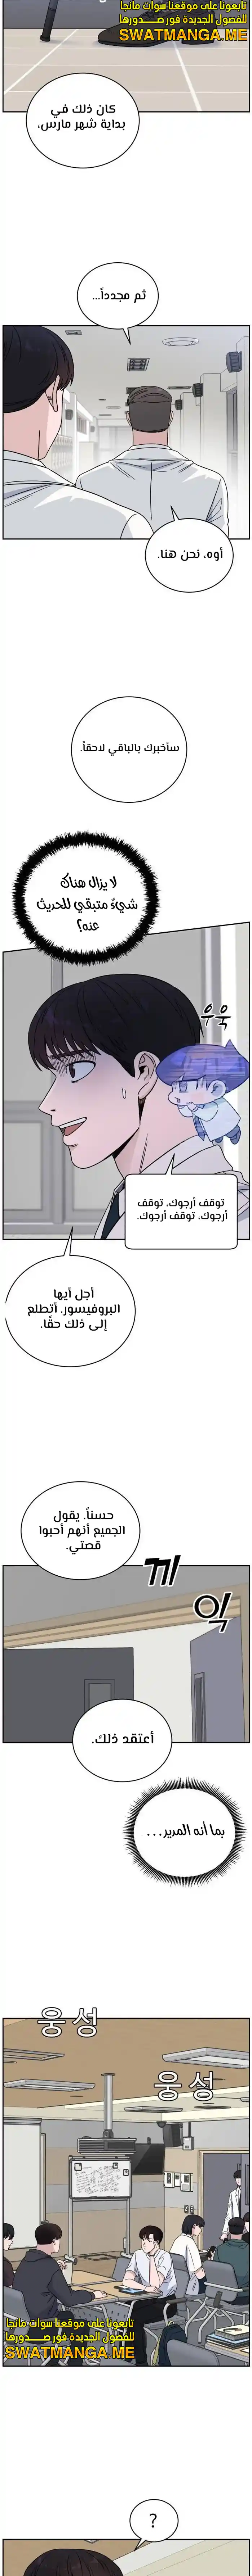 تابعونا على موقعنا سوات مانجا
للفصول الجديدة فور صدورها
SWATMANGA.ME
كان ذلك في
بداية شهر مارس،
ثم مجدداً...
أوه، نحن هنا.
سأخبرك بالباقي لاحقاً.
لا يزال هناك
شيءُ متبقي للحديث
عنه؟
우욱
توقف أرجوك، توقف
أرجوك، توقف أرجوك.
أجل أيها
البروفيسور. أتطلع
إلى ذلك حقًا.
حسناً. يقول
الجميع أنهم أحبوا
قصتي.
끼
익
أعتقد ذلك.
بما أنه المدير...
웅성
웅성
تابعونا على موقعنا سوات مانجا
للفصول الجديدة فور صـــــدورها
SWATMANGA.ME
?